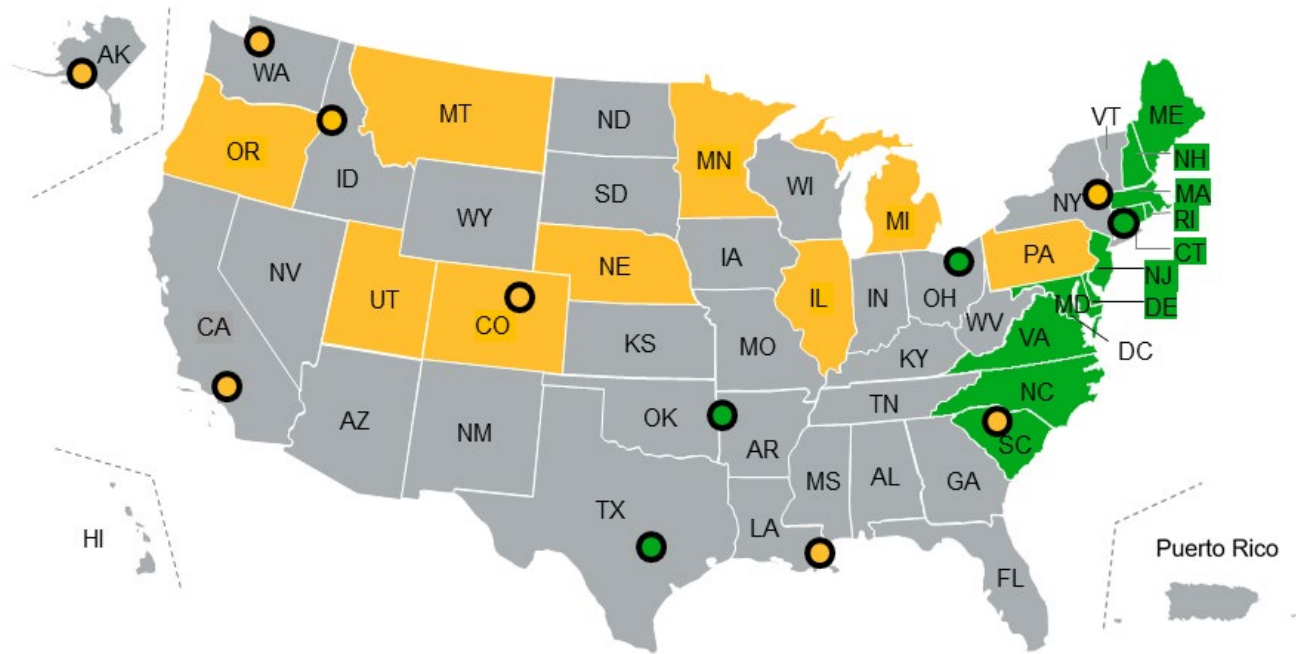 AK
WA
MT
ND
MN
VT
ME
OR
ID
SD
WI
NH
MA
NY
RI
WY
MI
CT
IA
PA
NE
NJ
NV
UT
IL
IN
OH
MD
DE
CO
WV
VA
CA
KS
MO
DC
KY
NC
TN
OK
AZ
NM
AR
SC
MS
AL
GA
TX
LA
HI
Puerto Rico
FL